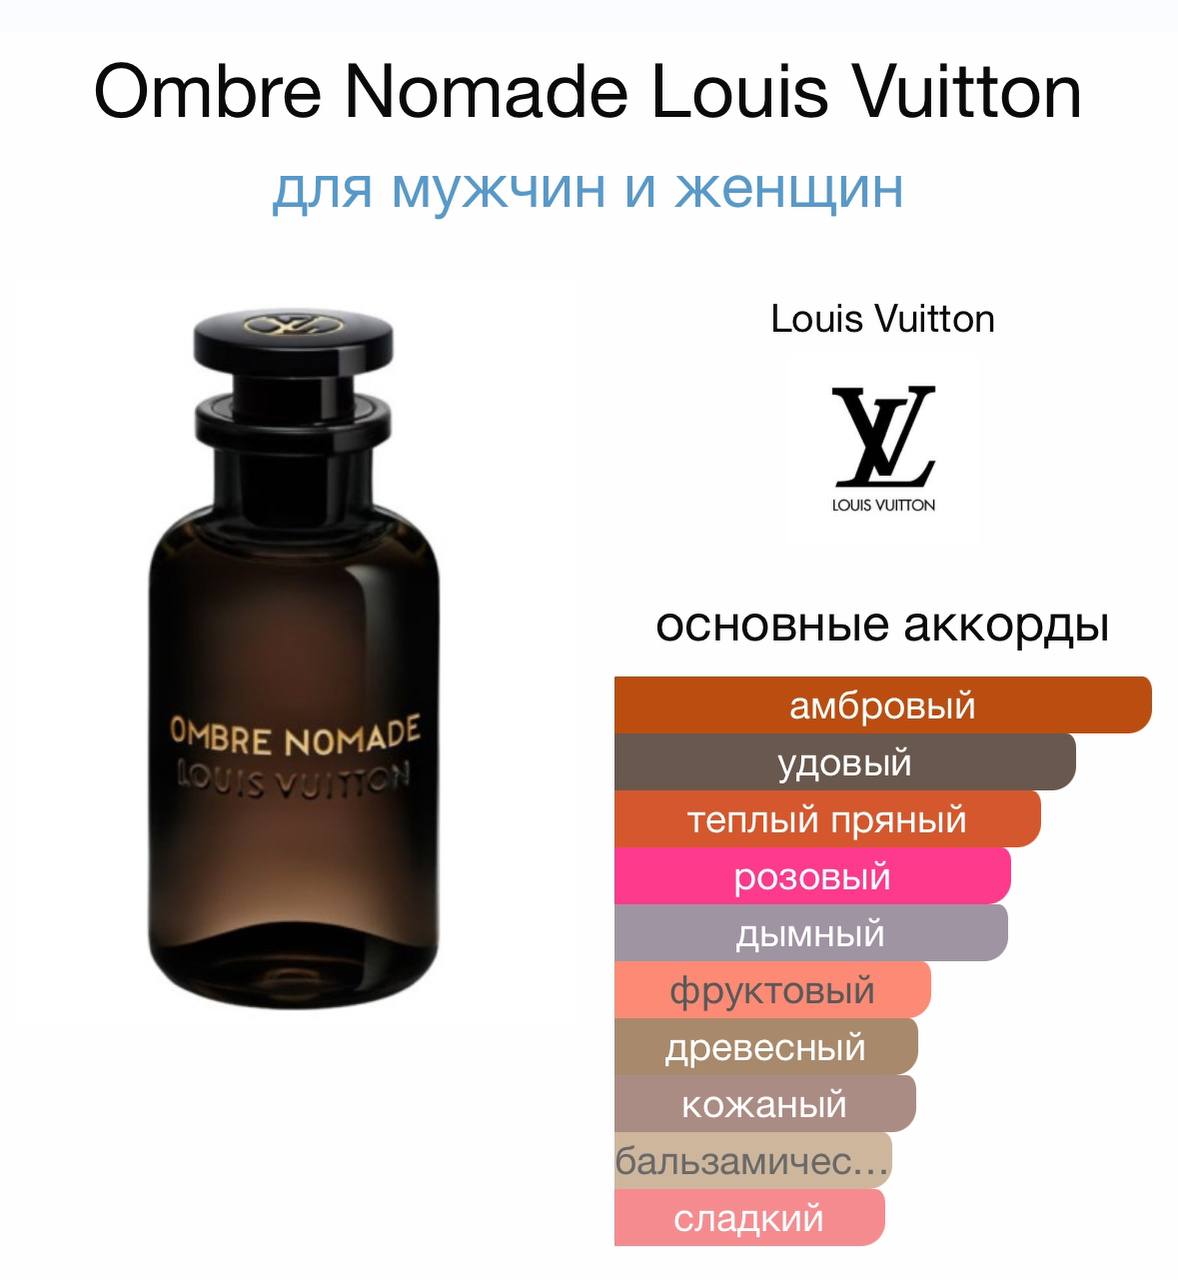 Ombre Nomade Louis Vuitton
для мужчин и женщин
OMBRE NOMADE
LOUIS VUITTON
Louis Vuitton
LV
LOUIS VUITTON
основные аккорды
амбровый
удовый
теплый пряный
розовый
дымный
фруктовый
древесный
кожаный
бальзамичес...
сладкий